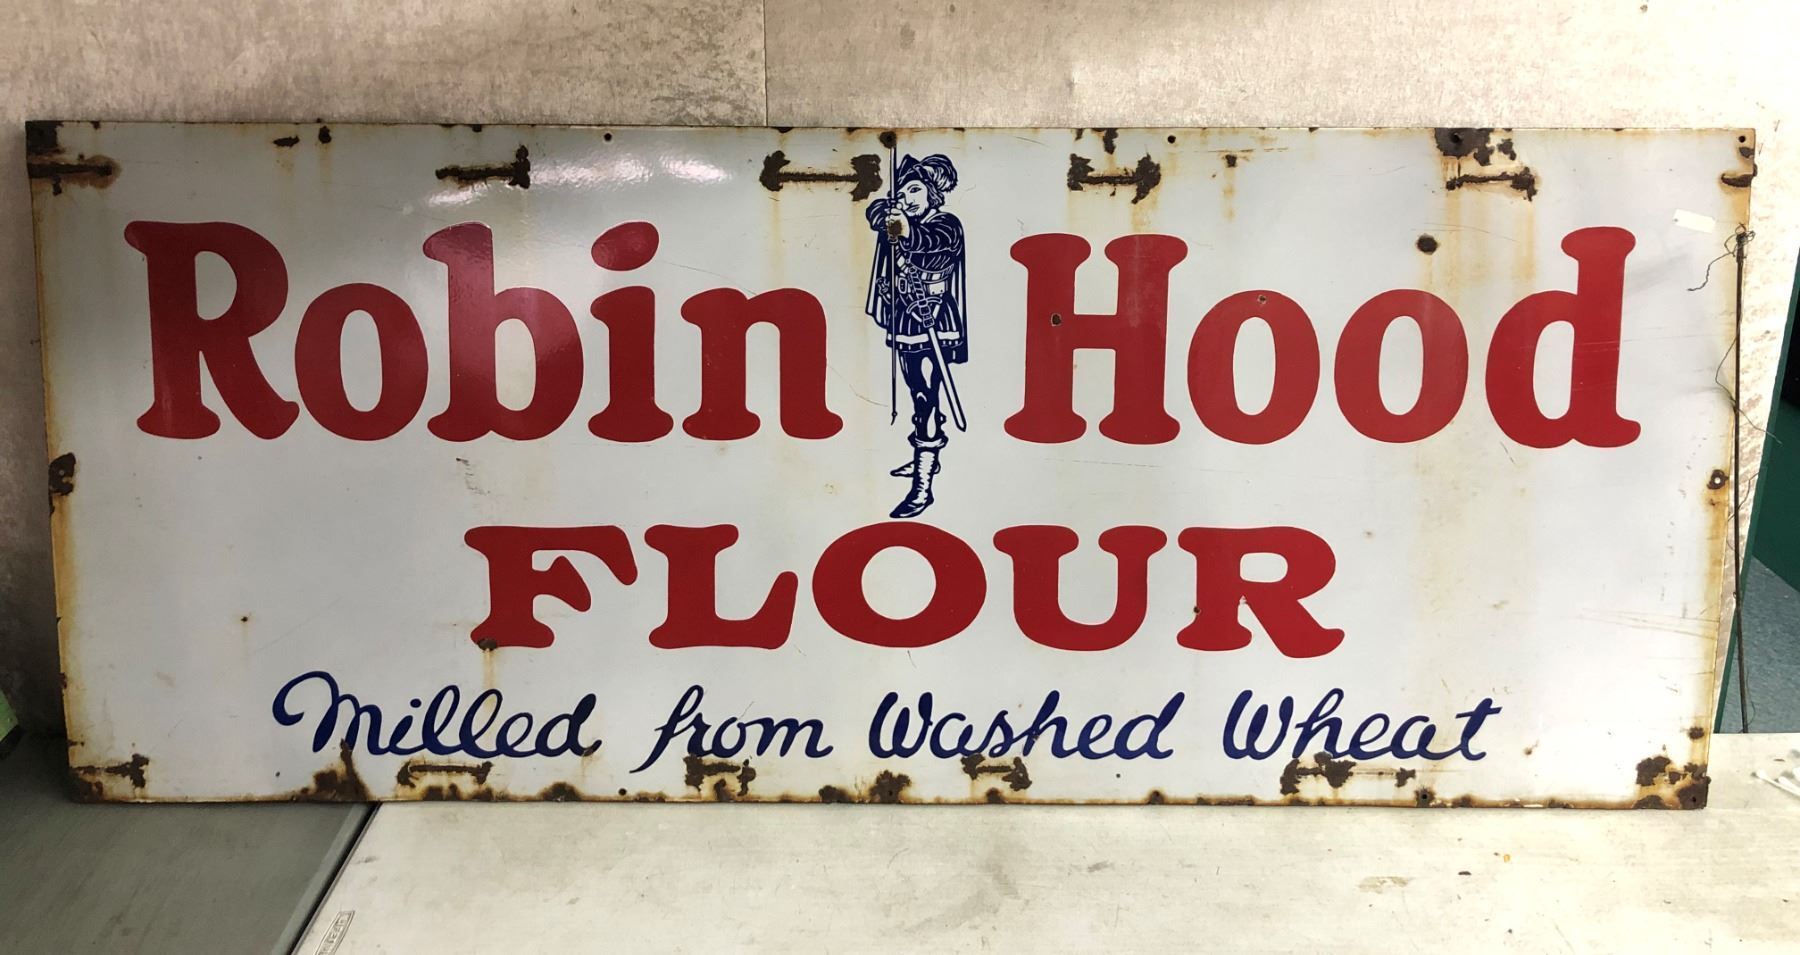 Robin Hood
FLOUR
Milled from Washed Wheat